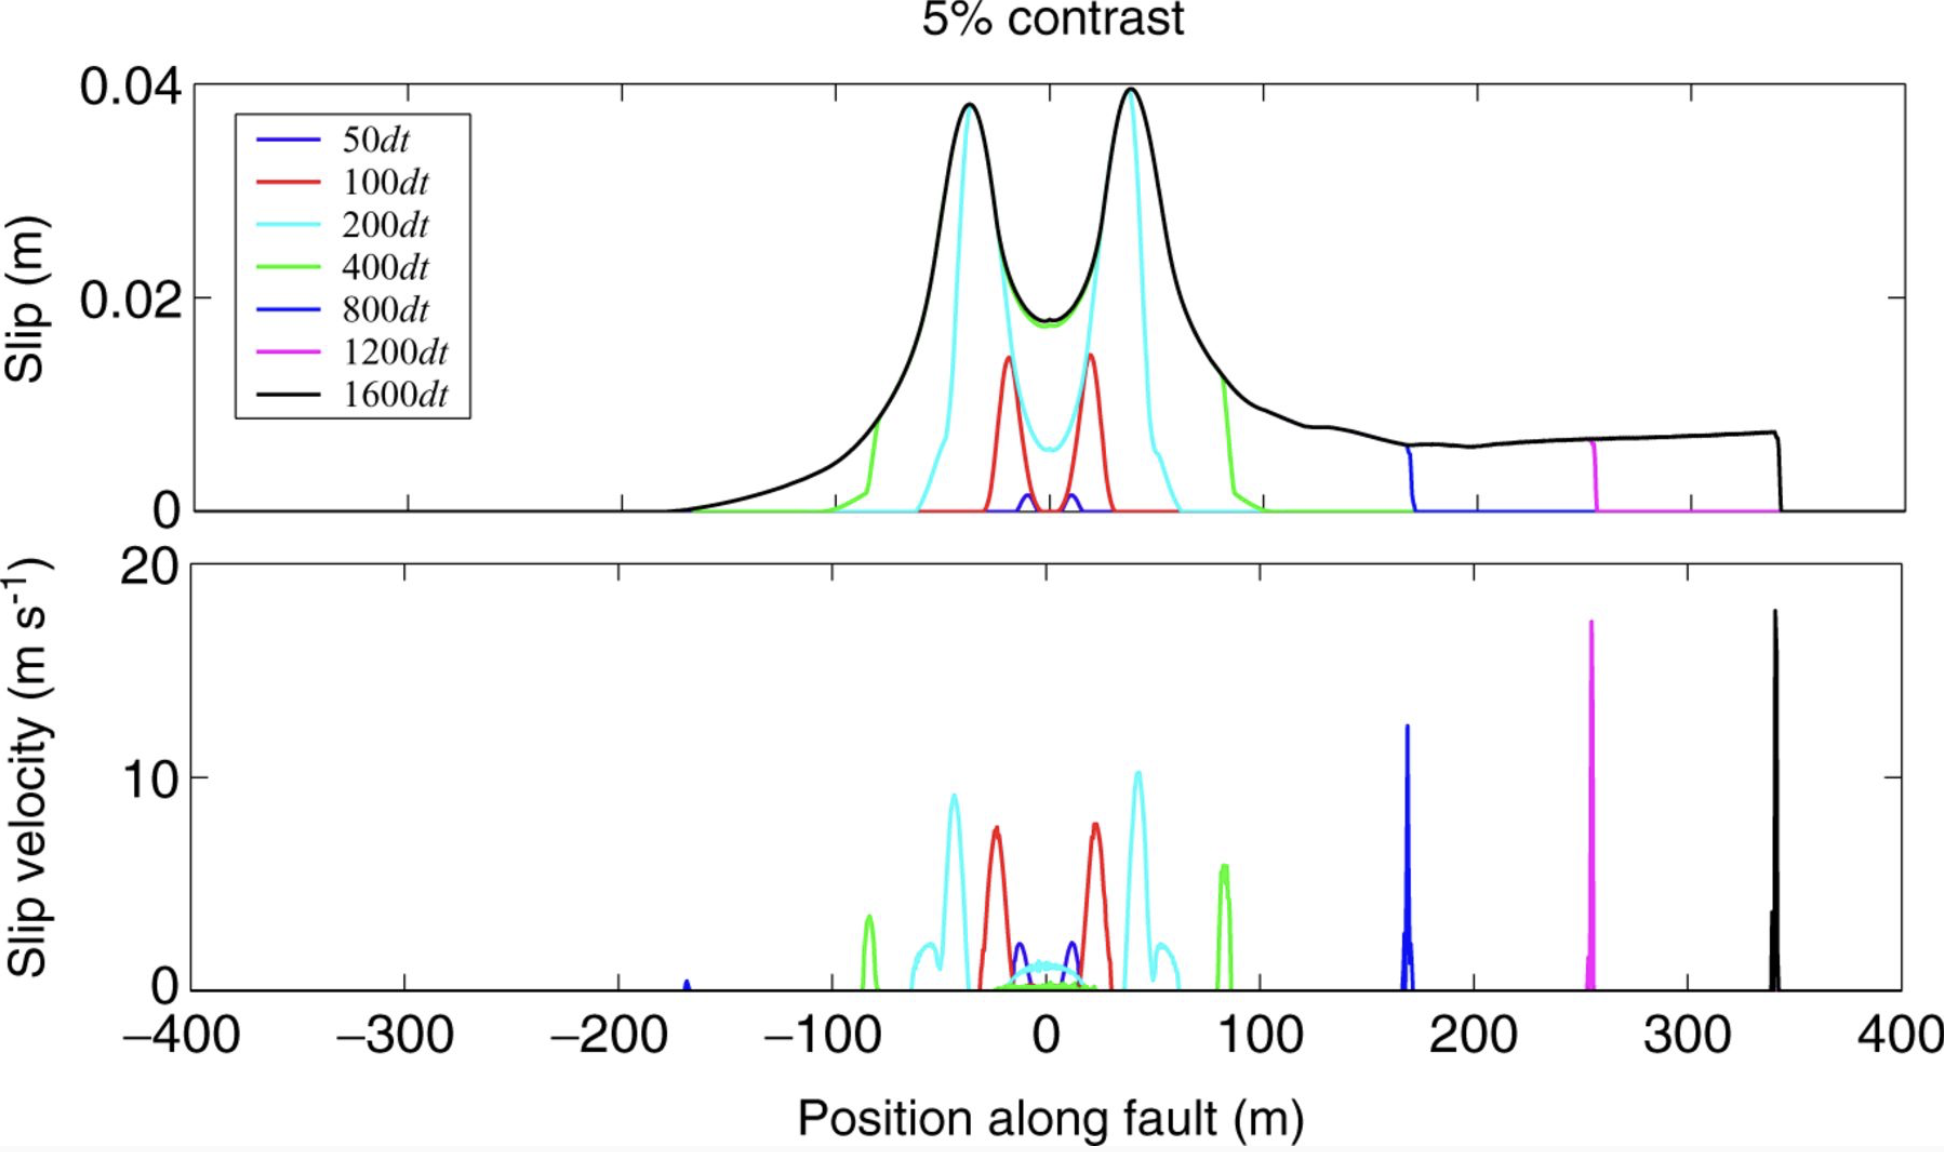 5% contrast
0.04
0.02
0
Slip (m)
50dt
100dt
200dt
400dt
800dt
1200dt
1600dt
20
10
0
Slip velocity (m s-1)
−400 −300 −200 −100 0 100 200 300 400
Position along fault (m)